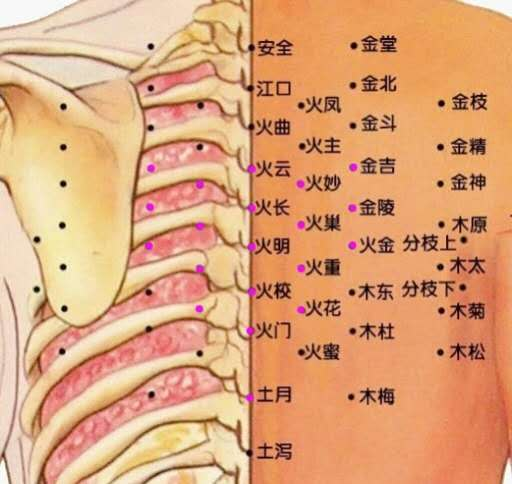 安全 金堂
江口 金北
火凤 金枝
火曲 金斗
火主 金精
火云 金吉
火妙 金神
火长 金陵
火巢 木原
火明 火金 分枝上
火重 木太
火梭 木东 分枝下
火花 木菊
火门 木杜
火蜜 木松
土月 木梅
土泻